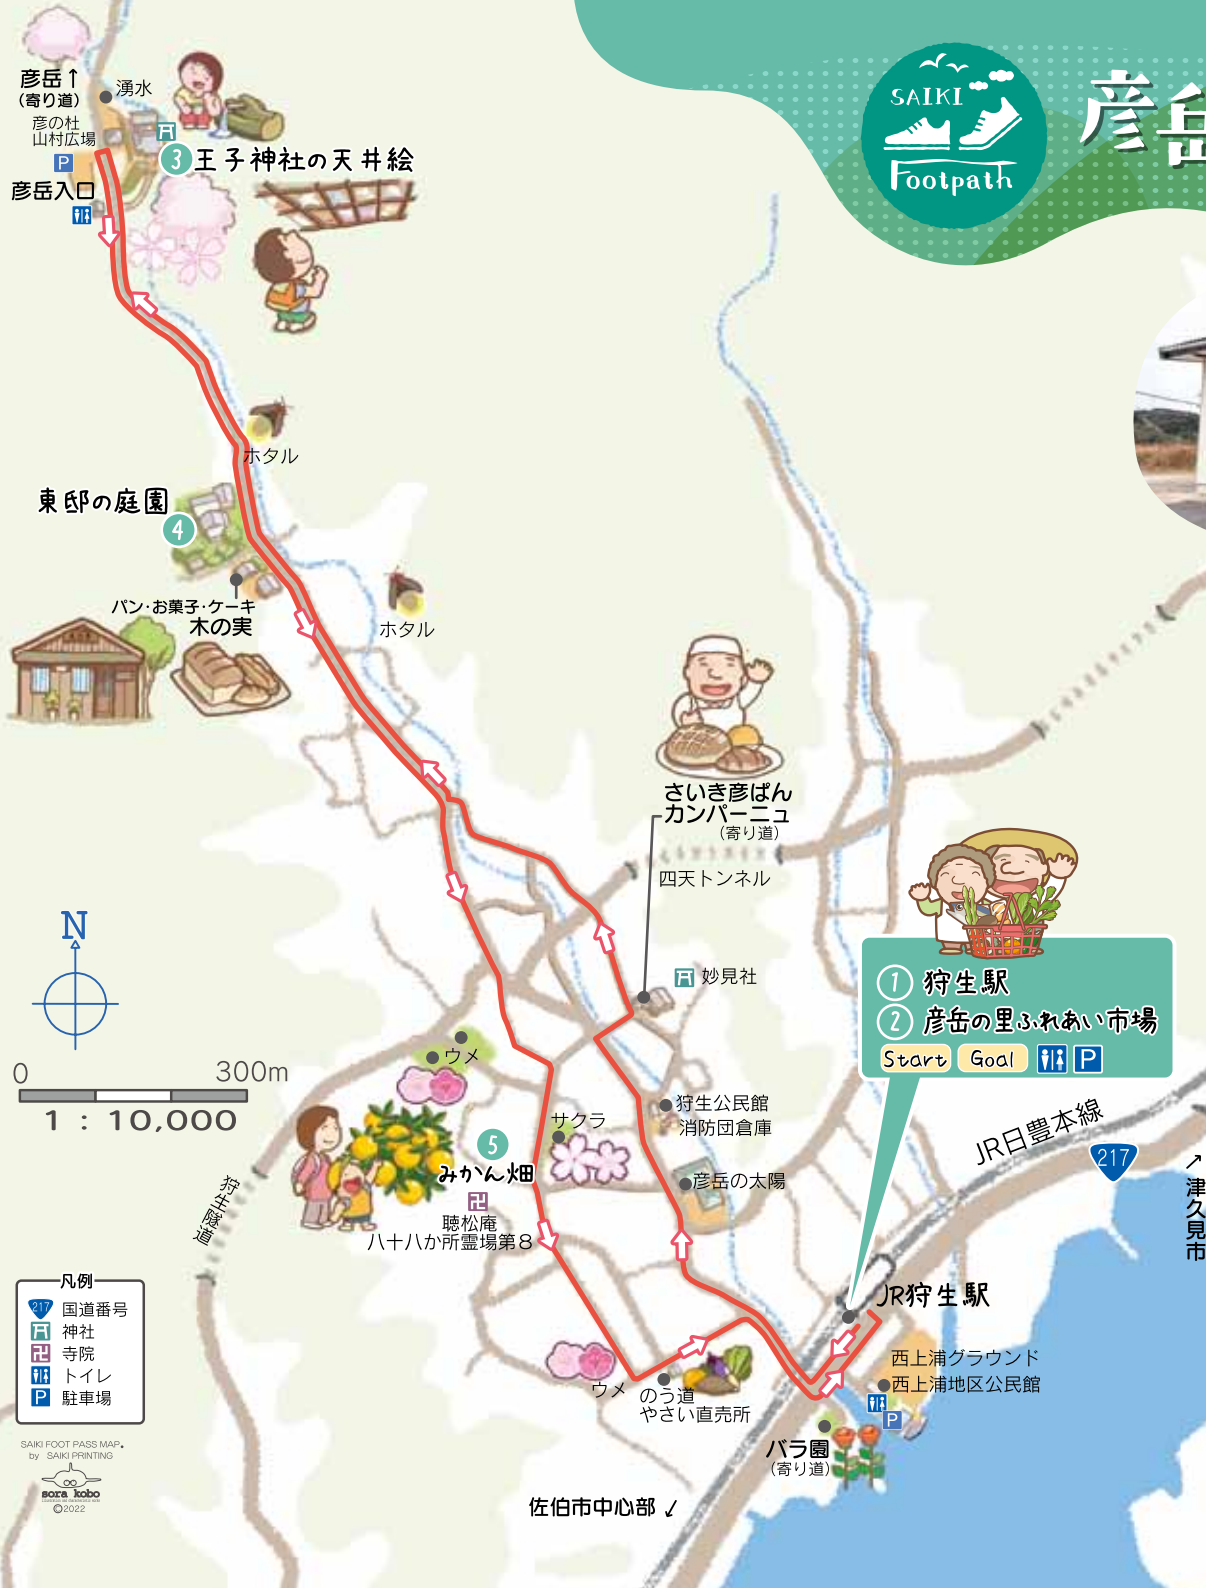 彦岳↑
(寄り道)
湧水
彦の杜
山村広場
P
彦岳入口
3 王子神社の天井絵
SAIKI
Footpath
彦岳
ホタル
東邸の庭園
4
パン・お菓子・ケーキ
木の実
ホタル
さいき彦ぱん
カンパーニュ
(寄り道)
四天トンネル
N
0 300m
1 : 10,000
妙見社
1 狩生駅
2 彦岳の里ふれあい市場
Start Goal P
ウメ
狩生公民館
消防団倉庫
サクラ
5
みかん畑
聴松庵
八十八か所霊場第8
彦岳の太陽
JR日豊本線
217
↗津久見市
狩生隧道
凡例
217 国道番号
神社
寺院
トイレ
P 駐車場
JR狩生駅
西上浦グラウンド
西上浦地区公民館
P
ウメ
のう道
やさい直売所
バラ園
(寄り道)
佐伯市中心部↙
SAIKI FOOT PASS MAP.
by SAIKI PRINTING
sora kobo
©2022